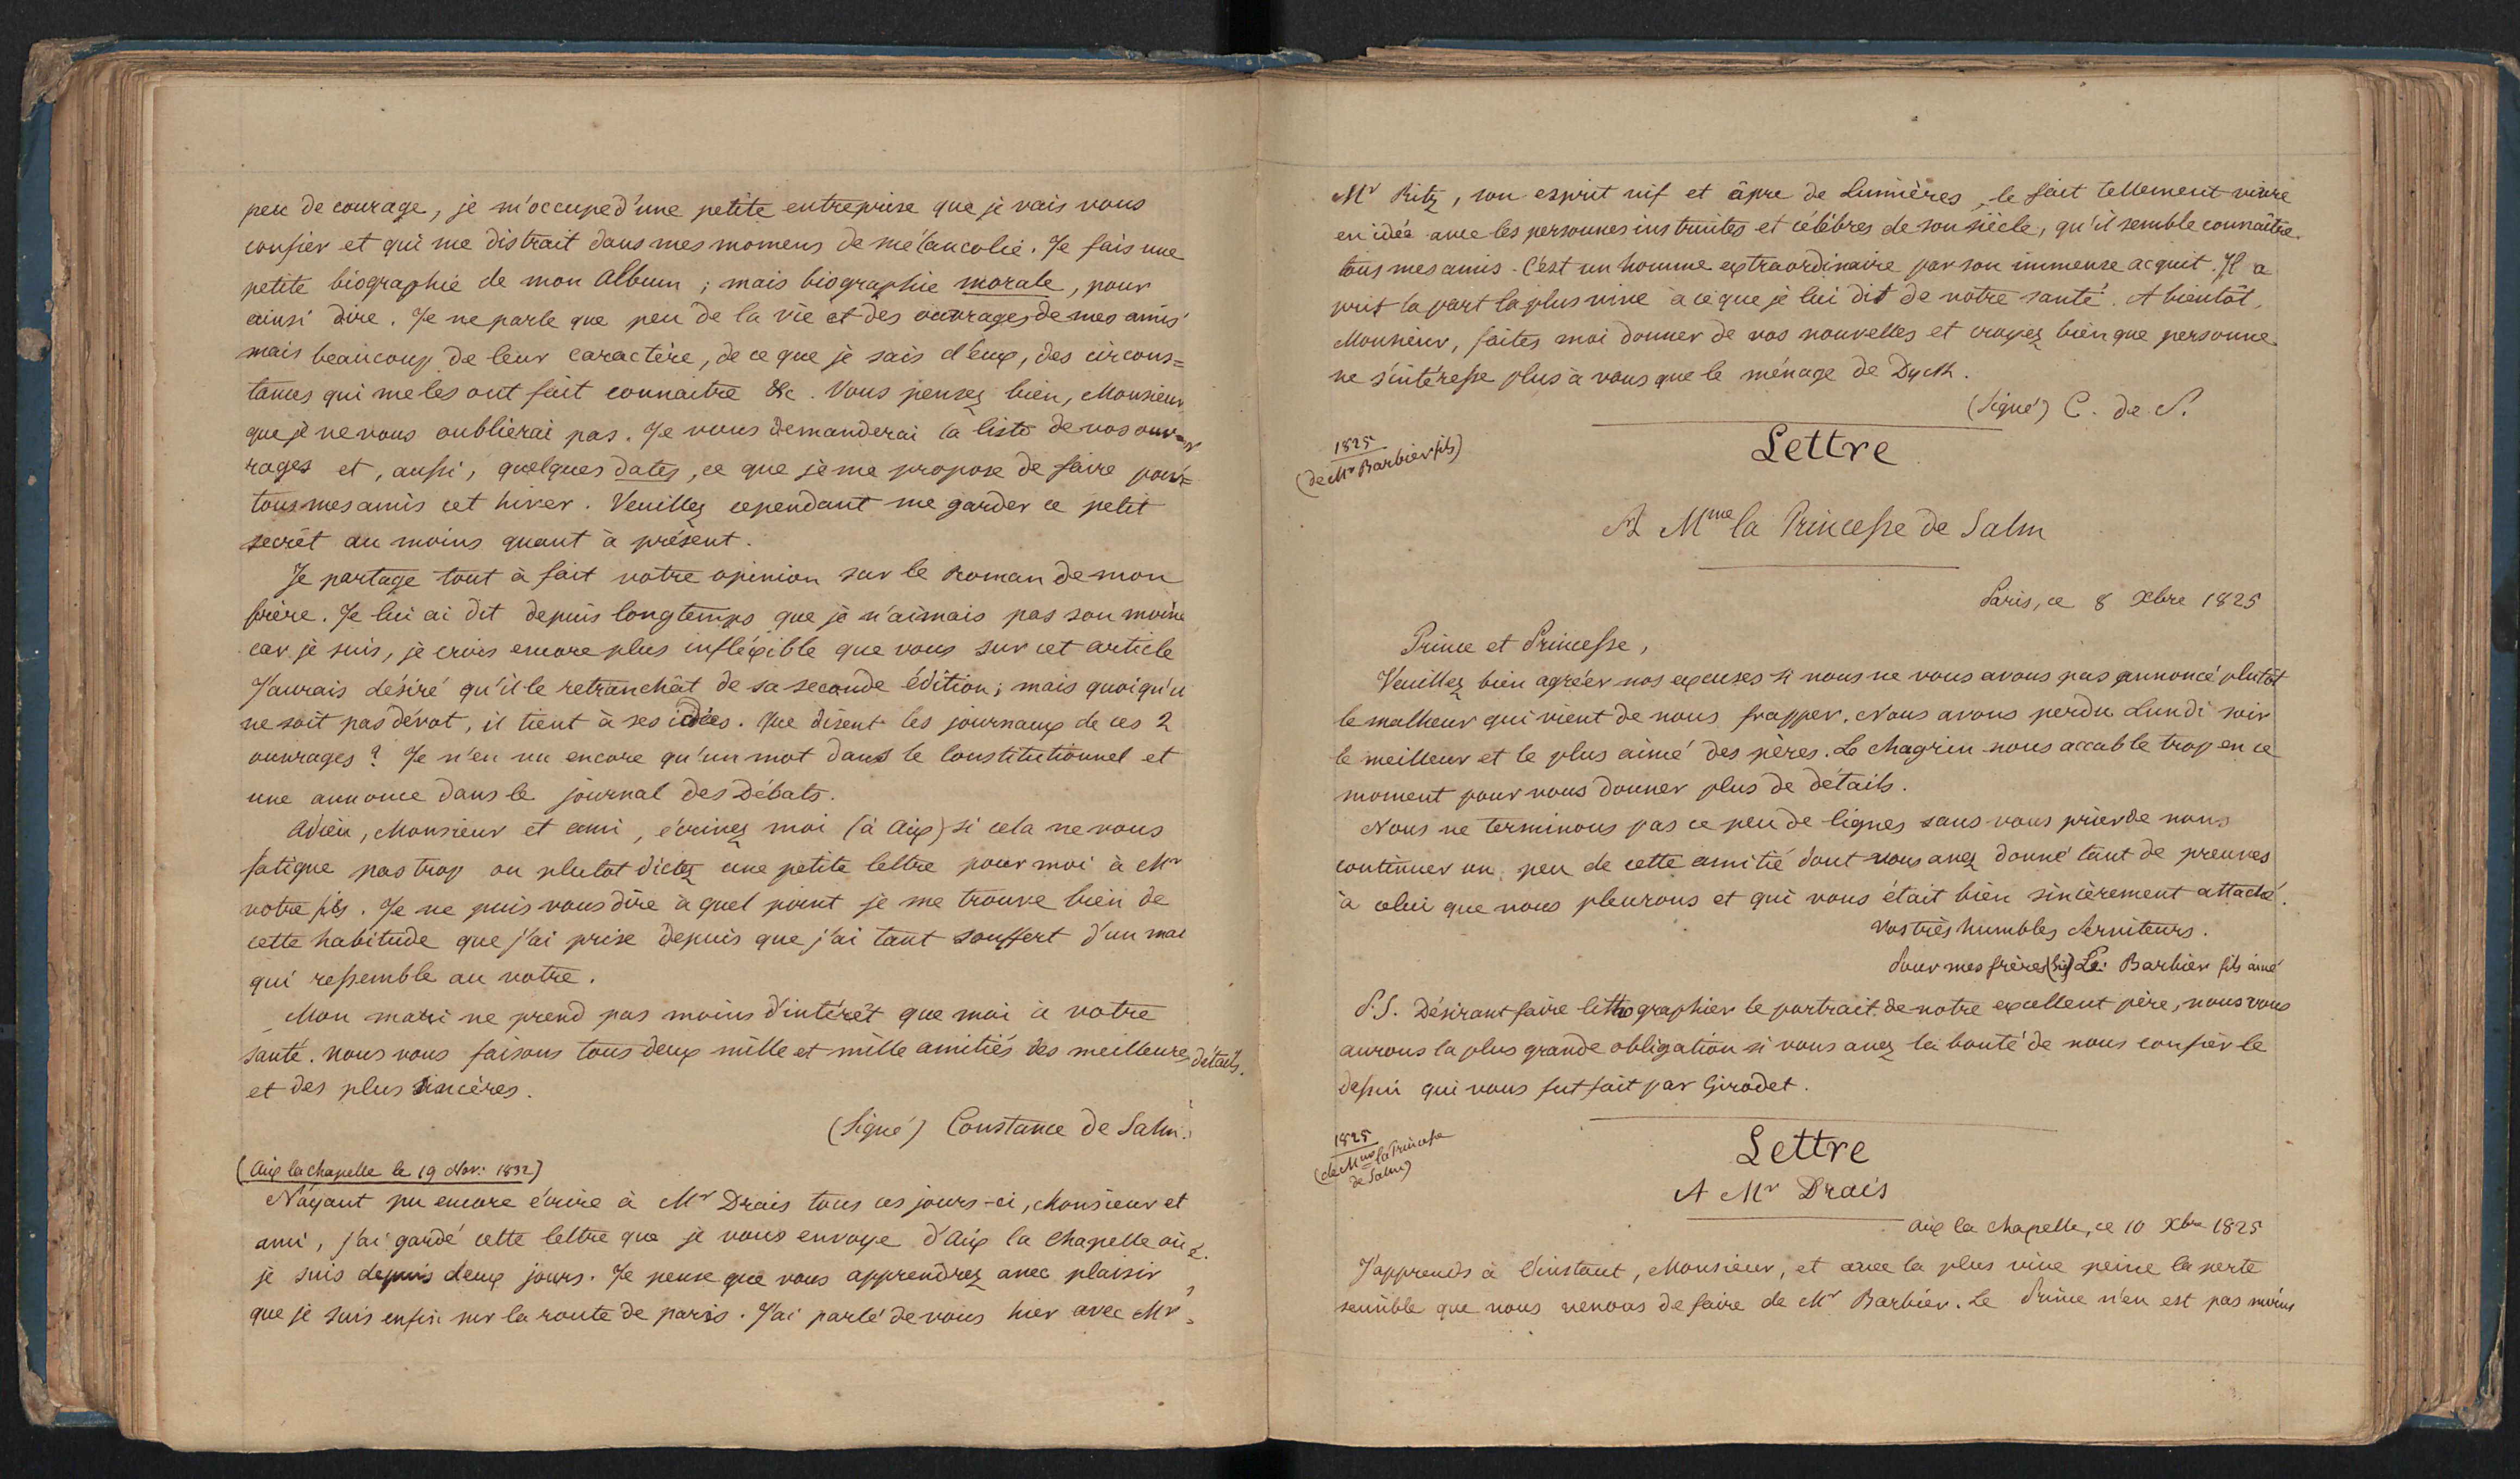 peu de courage, je m'occupe d'une petite entreprise que je vais vous
confier et qui me distrait dans mes momens de mélancolie. Je fais une
petite biographie de mon album ; mais biographie morale, pour
ainsi dire. Je ne parle que peu de la vie et des ouvrages de mes amis
mais beaucoup de leur caractère, de ce que je sais d'eux, des circons=
tances qui me les ont fait connaitre &c. Vous pensez bien, Monsieur
que je ne vous oublierai pas. Je vous demanderai la liste de vos ouv=
rages et, aussi, quelques dates, ce que je me propose de faire pour
tous mes amis cet hiver. Veuillez cependant me garder ce petit
secrèt au moins quant à présent.
Je partage tout à fait votre opinion sur le Roman de mon
frère. Je lui ai dit depuis longtemps que je n'aimais pas son moine
car je suis, je crois encore plus infléxible que vous sur cet article
J'aurais désiré qu'il le retranchât de sa seconde édition ; mais quoiqu'il
ne soit pas dévot, il tient à ses idées. Que disent les journaux de ces 2
ouvrages ? Je n'en vu encore qu'un mot dans le Constitutionnel et
une annonce dans le journal des Débats.
Adieu, Monsieur et ami, écrivez moi (à Aix) si cela ne vous
fatigue pas trop ou plutot dictez une petite lettre pour moi à Mr
votre fils. Je ne puis vous dire à quel point je me trouve bien de
cette habitude que j'ai prise depuis que j'ai tant souffert d'un mal
qui ressemble au votre.
Mon mari ne prend pas moins d'intérêt que moi à votre
santé. Nous vous faisons tous deux mille et mille amitiés des meilleures
détails.
et des plus sincères.
(Signé) Constance de Salm.
(Aix la chapelle le 19 Nov: 1832)
N'ayant pu encore écrire à Mr Drais tous ces jours-ci, Monsieur et
ami, j'ai gardé cette lettre que je vous envoye d'Aix la Chapelle où
je suis depuis deux jours. Je pense que vous apprendrez avec plaisir
que je suis enfin sur la route de paris. J'ai parlé de vous hier avec Mr
Mr Ritz, son esprit vif et âpre de Lumières, le fait tellement vivre
en idée avec les personnes instruites et célèbres de son siècle, qu'il semble connaître
tous mes amis. C'est un homme extraordinaire par son immense acquit. Il a
prit la part la plus vive à ce que je lui dit de votre santé. A bientôt,
Monsieur, faites moi donner de vos nouvelles et croyez bien que personne
ne s'intéresse plus à vous que le ménage de Dyck.
(Signé) C. de S.
1825
(de Mr Barbier fils)
Lettre
A Mme la Princesse de Salm
Paris, ce 8 Xbre 1825
Prince et Princesse,
Veuillez bien agréer nos excuses si nous ne vous avons pas annoncé plutôt
le malheur qui vient de nous frapper. Nous avons perdu Lundi soir
le meilleur et le plus aimé des pères. Le chagrin nous accable trop en ce
moment pour vous donner plus de détails.
Nous ne terminons pas ce peu de lignes sans vous prier de nous
continuer un peu de cette amitié dont vous avez donné tant de preuves
à celui que nous pleurons et qui vous était bien sincèrement attaché.
Vos très humbles Serviteurs.
Pour mes frères (Sig) Le: Barbier fils ainé
P.S. Désirant faire lithographier le portrait de notre excellent père, nous vous
aurons la plus grande obligation si vous avez la bonté de nous confier le
dessin qui vous fut fait par Girodet.
1825
(de Mme la Princesse
de Salm)
Lettre
A Mr Drais
Aix la Chapelle, ce 10 Xbre 1825
J'apprends à l'instant, Monsieur, et avec la plus vive peine la perte
sensible que nous venons de faire de Mr Barbier. Le Prince n'en est pas moins